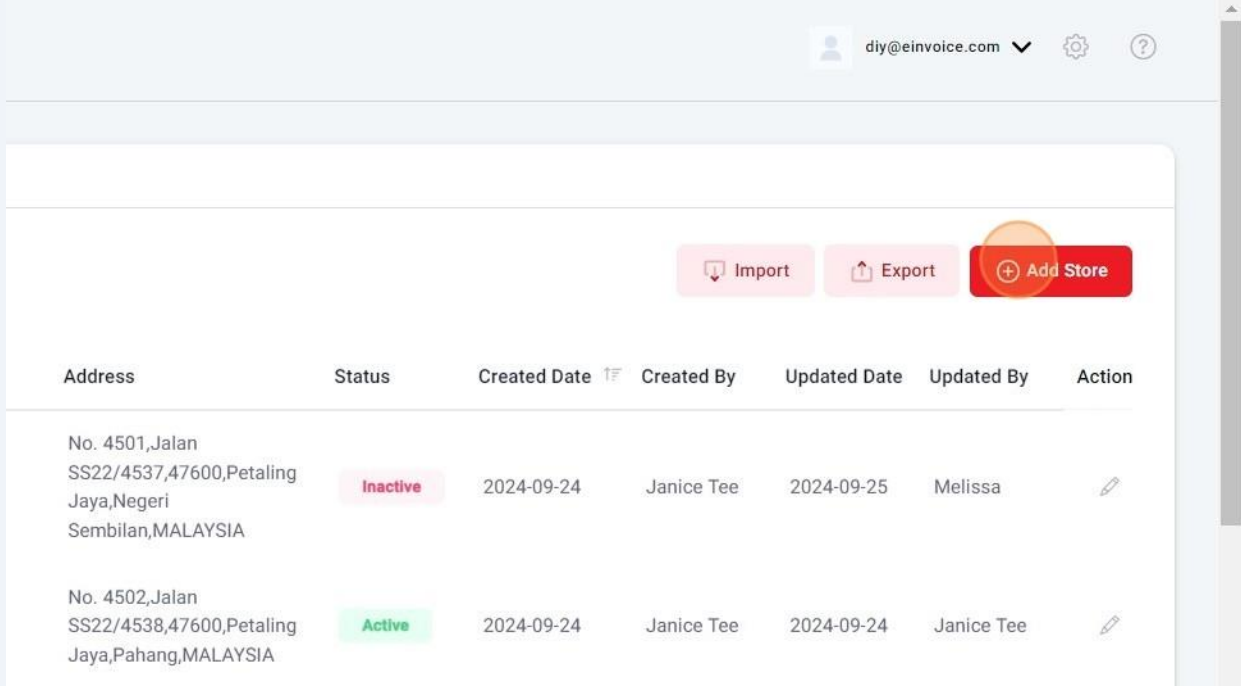 diy@einvoice.com
Import Export Add Store
Address Status Created Date Created By Updated Date Updated By Action
No. 4501,Jalan
SS22/4537,47600,Petaling
Jaya,Negeri
Sembilan,MALAYSIA
Inactive 2024-09-24 Janice Tee 2024-09-25 Melissa
No. 4502,Jalan
SS22/4538,47600,Petaling
Jaya,Pahang,MALAYSIA
Active 2024-09-24 Janice Tee 2024-09-24 Janice Tee